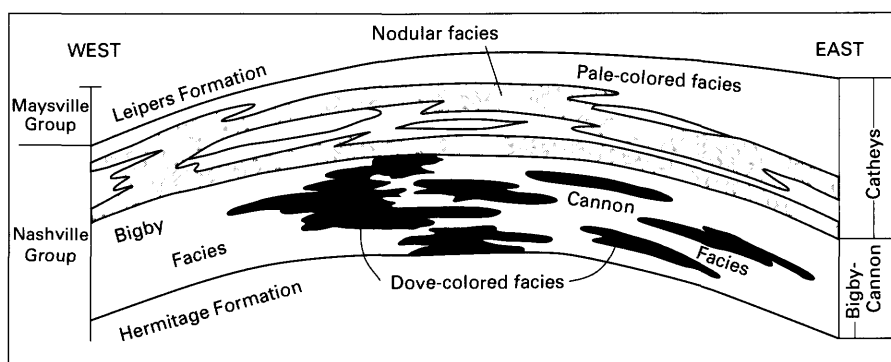 WEST
Nodular facies
EAST
Leipers Formation
Pale-colored facies
Maysville
Group
Nashville
Group
Bigby
Facies
Cannon
Facies
Dove-colored facies
Hermitage Formation
Catheys
Bigby-
Cannon